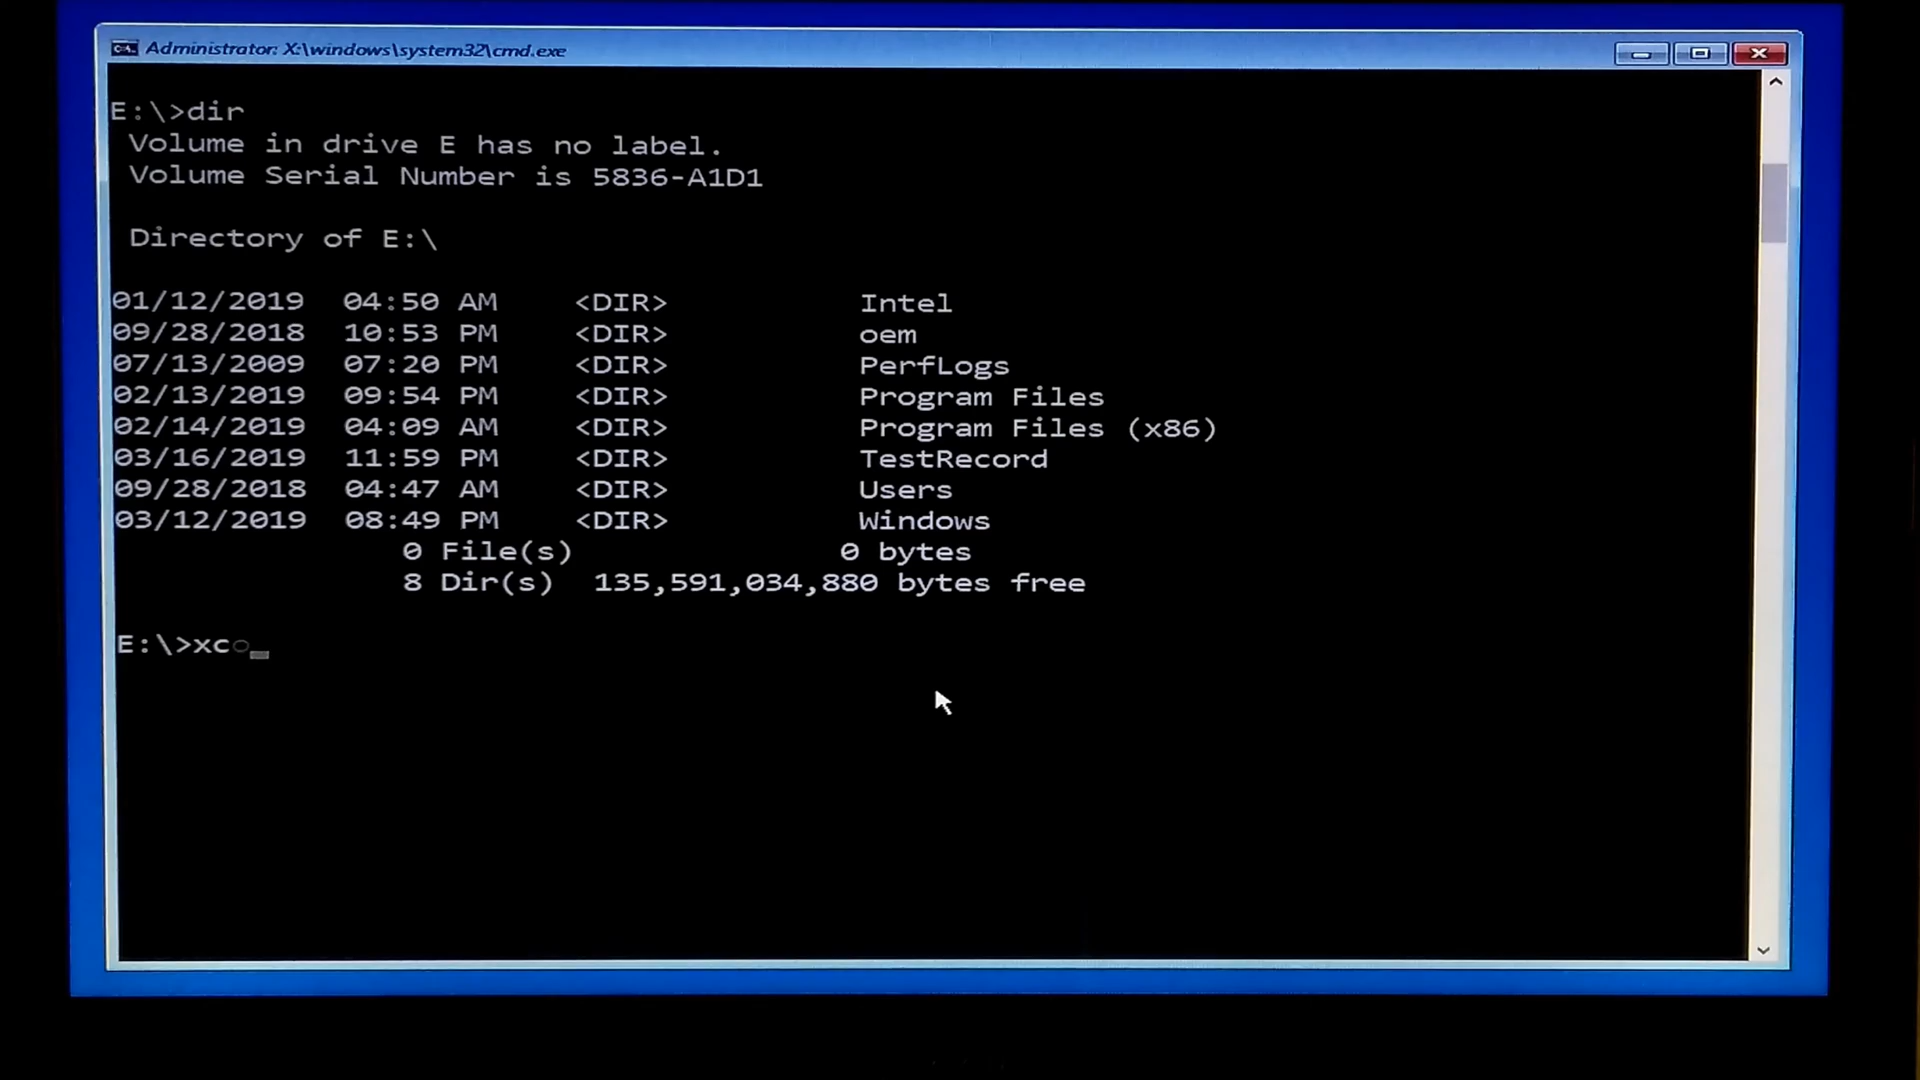 Administrator: X:\windows\system32\cmd.exe
E:\>dir
Volume in drive E has no label.
Volume Serial Number is 5836-A1D1
Directory of E:\
01/12/2019 04:50 AM <DIR> Intel
09/28/2018 10:53 PM <DIR> oem
07/13/2009 07:20 PM <DIR> PerfLogs
02/13/2019 09:54 PM <DIR> Program Files
02/14/2019 04:09 AM <DIR> Program Files (x86)
03/16/2019 11:59 PM <DIR> TestRecord
09/28/2018 04:47 AM <DIR> Users
03/12/2019 08:49 PM <DIR> Windows
0 File(s) 0 bytes
8 Dir(s) 135,591,034,880 bytes free
E:\>xco_